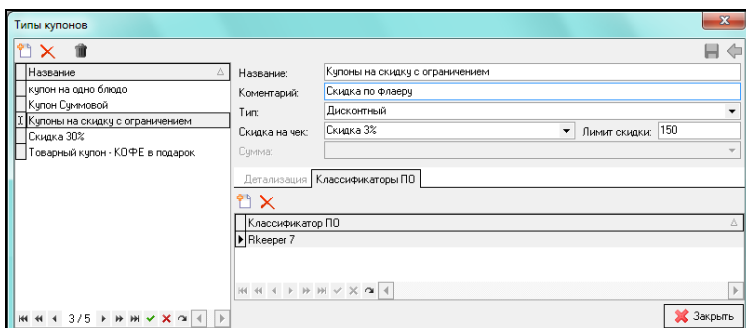 Типы купонов
Название
купон на одно блюдо
Купон Суммовой
Купоны на скидку с ограничением
Скидка 30%
Товарный купон - КОФЕ в подарок
3 / 5
Название: Купоны на скидку с ограничением
Коментарий: Скидка по флаеру
Тип: Дисконтный
Скидка на чек: Скидка 3% Лимит скидки: 150
Сумма:
Детализация Классификаторы ПО
Классификатор ПО
Rkeeper 7
Закрыть